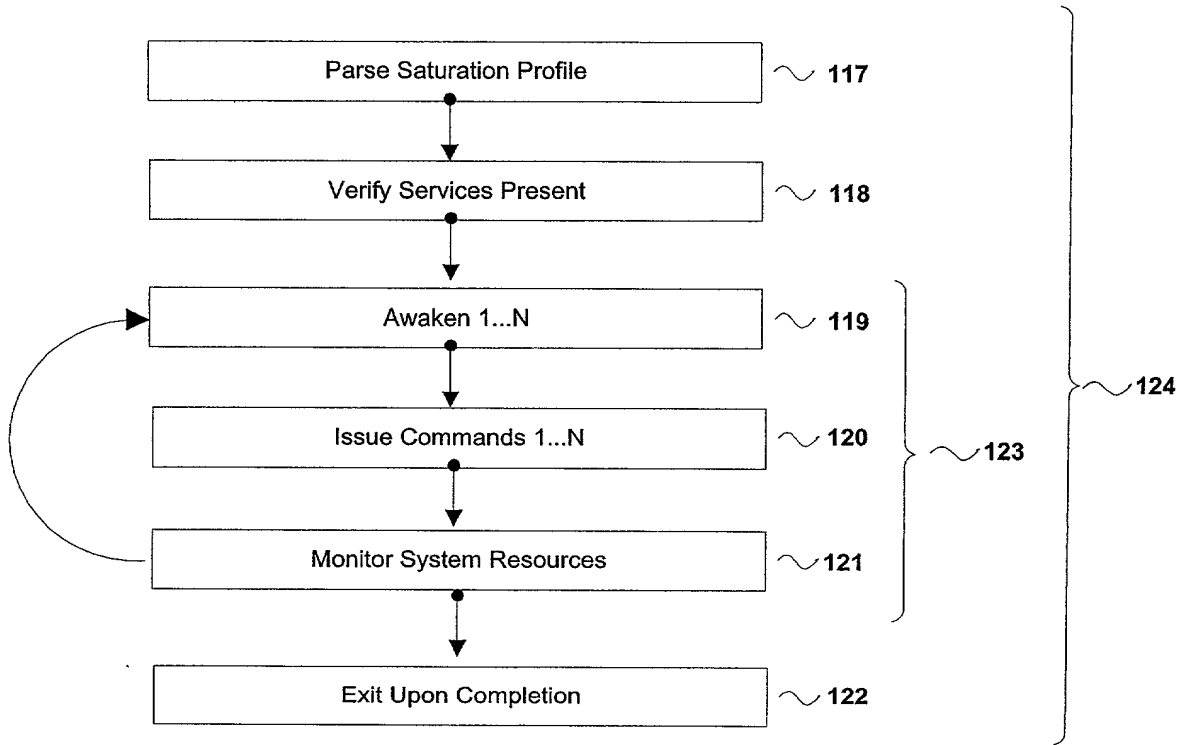 Parse Saturation Profile 117
Verify Services Present 118
Awaken 1...N 119
124
Issue Commands 1...N 120
123
Monitor System Resources 121
Exit Upon Completion 122